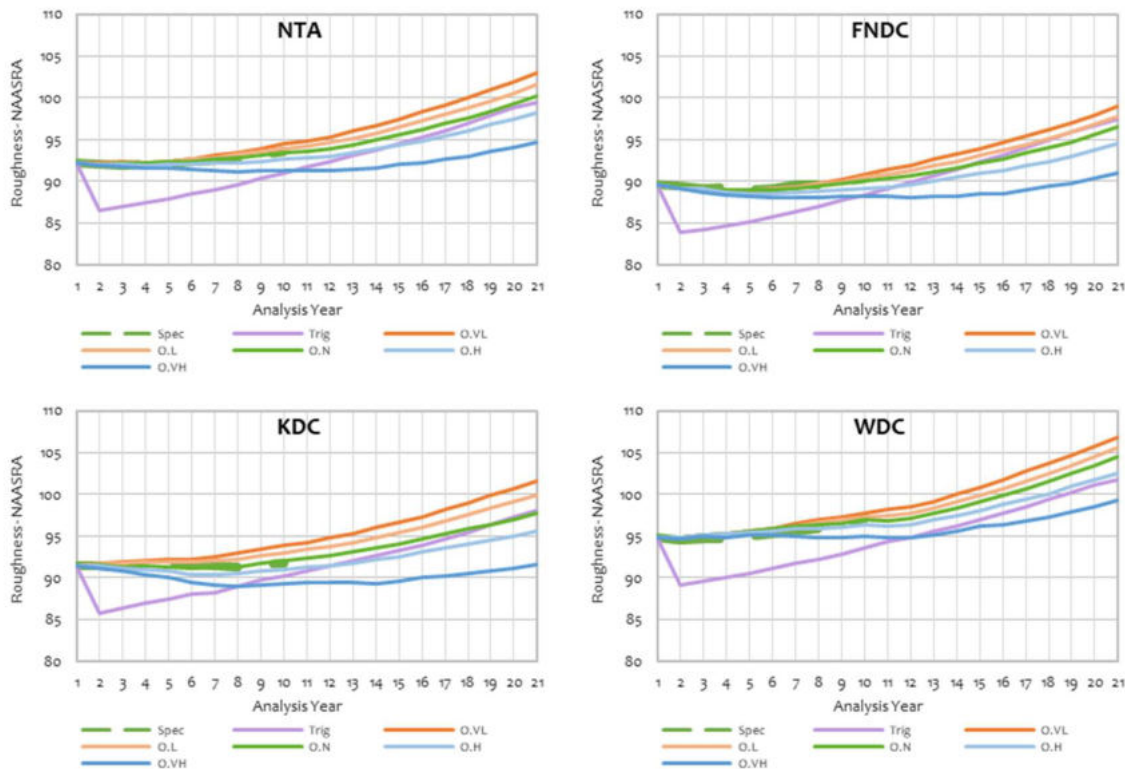 NTA
Roughness- NAASRA
110
105
100
95
90
85
80
1 2 3 4 5 6 7 8 9 10 11 12 13 14 15 16 17 18 19 20 21
Analysis Year
Spec Trig O.VL
O.L O.N O.H
O.VH
FNDC
Roughness- NAASRA
110
105
100
95
90
85
80
1 2 3 4 5 6 7 8 9 10 11 12 13 14 15 16 17 18 19 20 21
Analysis Year
Spec Trig O.VL
O.L O.N O.H
O.VH
KDC
Roughness- NAASRA
110
105
100
95
90
85
80
1 2 3 4 5 6 7 8 9 10 11 12 13 14 15 16 17 18 19 20 21
Analysis Year
Spec Trig O.VL
O.L O.N O.H
O.VH
WDC
Roughness- NAASRA
110
105
100
95
90
85
80
1 2 3 4 5 6 7 8 9 10 11 12 13 14 15 16 17 18 19 20 21
Analysis Year
Spec Trig O.VL
O.L O.N O.H
O.VH